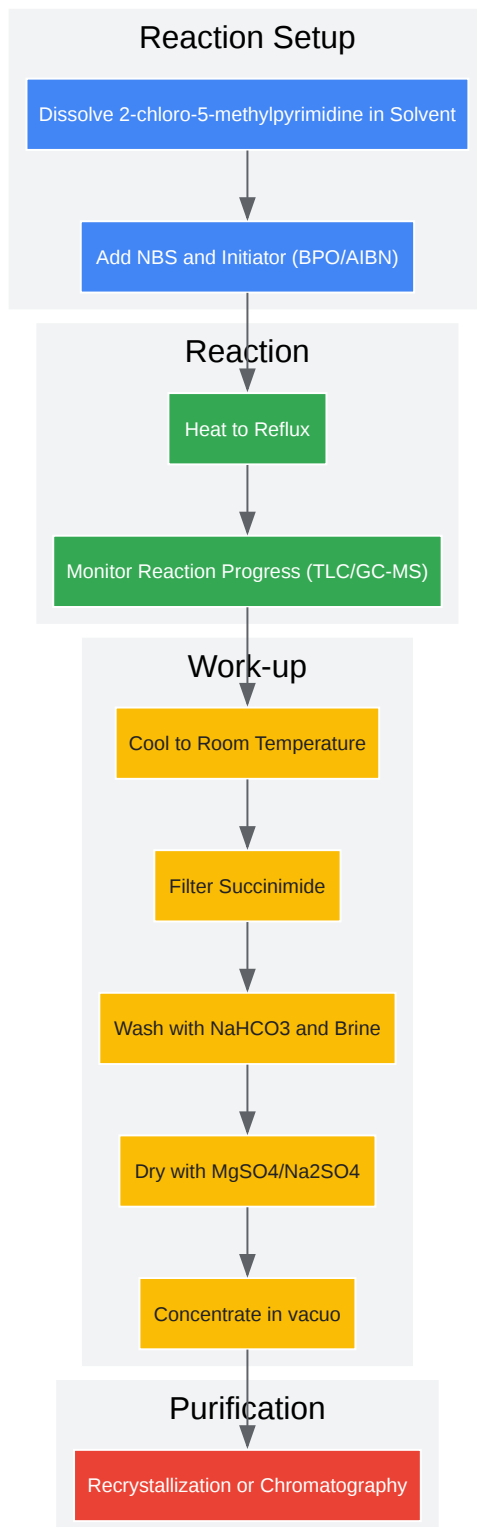 Reaction Setup
Dissolve 2-chloro-5-methylpyrimidine in Solvent
Add NBS and Initiator (BPO/AIBN)
Reaction
Heat to Reflux
Monitor Reaction Progress (TLC/GC-MS)
Work-up
Cool to Room Temperature
Filter Succinimide
Wash with NaHCO3 and Brine
Dry with MgSO4/Na2SO4
Concentrate in vacuo
Purification
Recrystallization or Chromatography